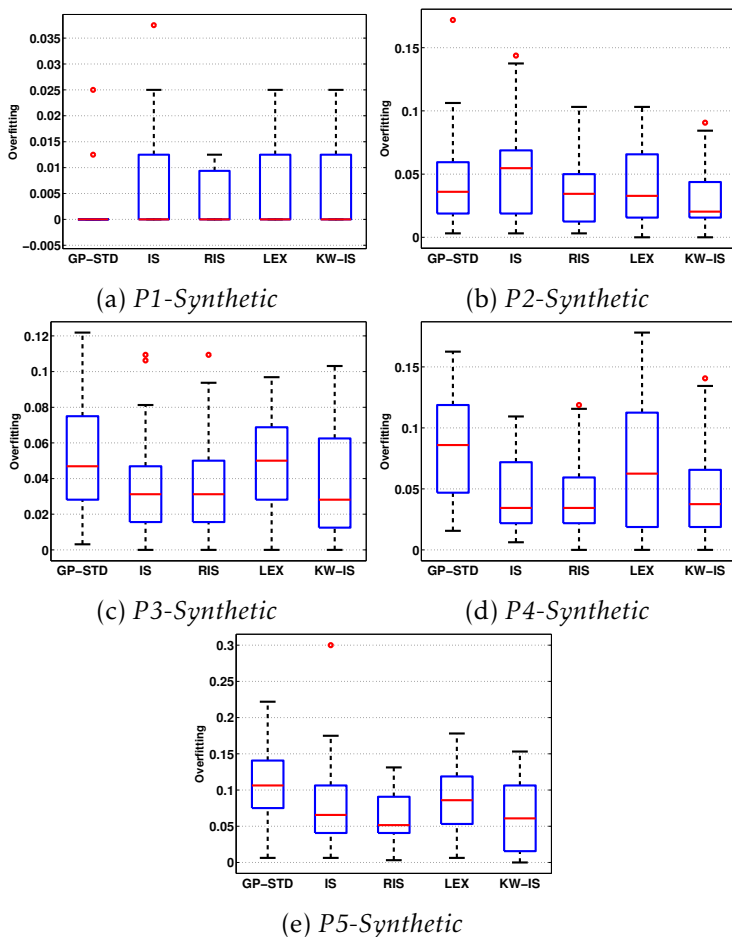 0.035
0.03
0.025
0.02
0.015
0.01
0.005
0
−0.005
Overfitting
GP−STD IS RIS LEX KW−IS
(a) P1-Synthetic
0.15
0.1
0.05
0
Overfitting
GP−STD IS RIS LEX KW−IS
(b) P2-Synthetic
0.12
0.1
0.08
0.06
0.04
0.02
0
Overfitting
GP−STD IS RIS LEX KW−IS
(c) P3-Synthetic
0.15
0.1
0.05
0
Overfitting
GP−STD IS RIS LEX KW−IS
(d) P4-Synthetic
0.3
0.25
0.2
0.15
0.1
0.05
0
Overfitting
GP−STD IS RIS LEX KW−IS
(e) P5-Synthetic